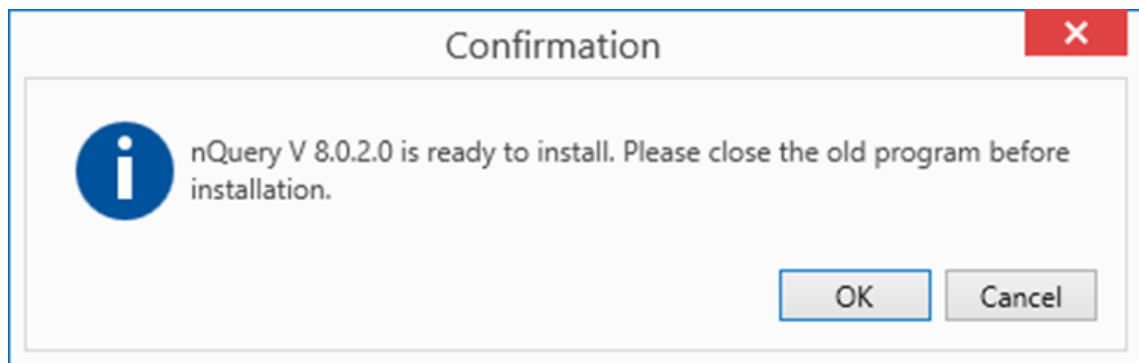 Confirmation
nQuery V 8.0.2.0 is ready to install. Please close the old program before
installation.
OK
Cancel